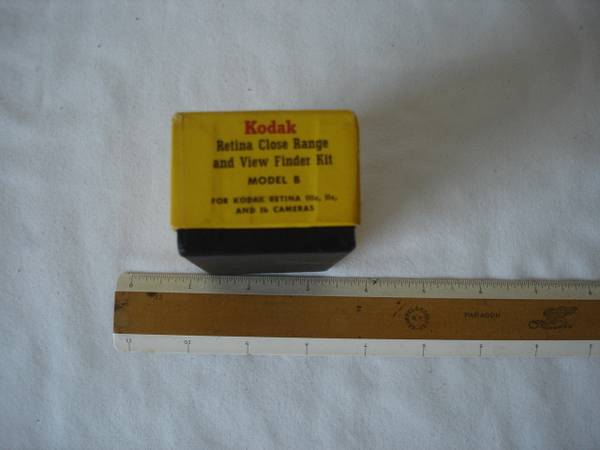 Kodak
Retina Close Range
and View Finder Kit
MODEL B
FOR KODAK RETINA IIIc, IIc,
AND Ib CAMERAS
PARAGON